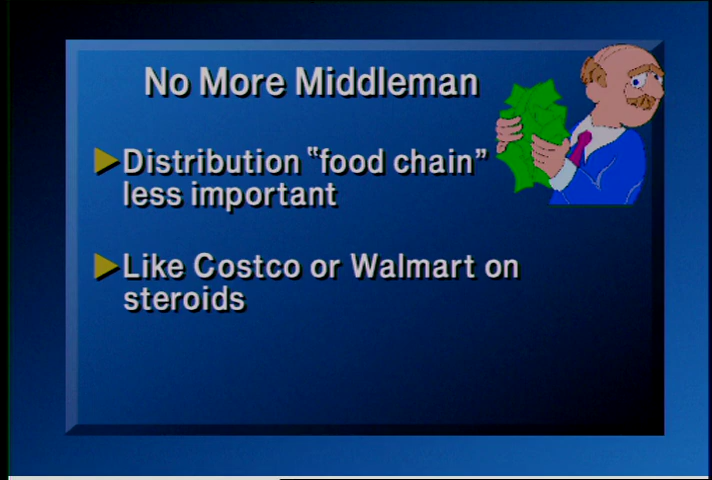 No More Middleman
Distribution “food chain”
less important
Like Costco or Walmart on
steroids